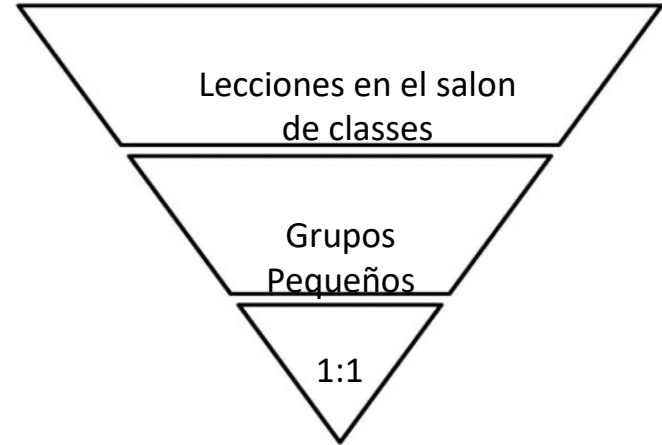 Lecciones en el salon
de classes
Grupos
Pequeños
1:1